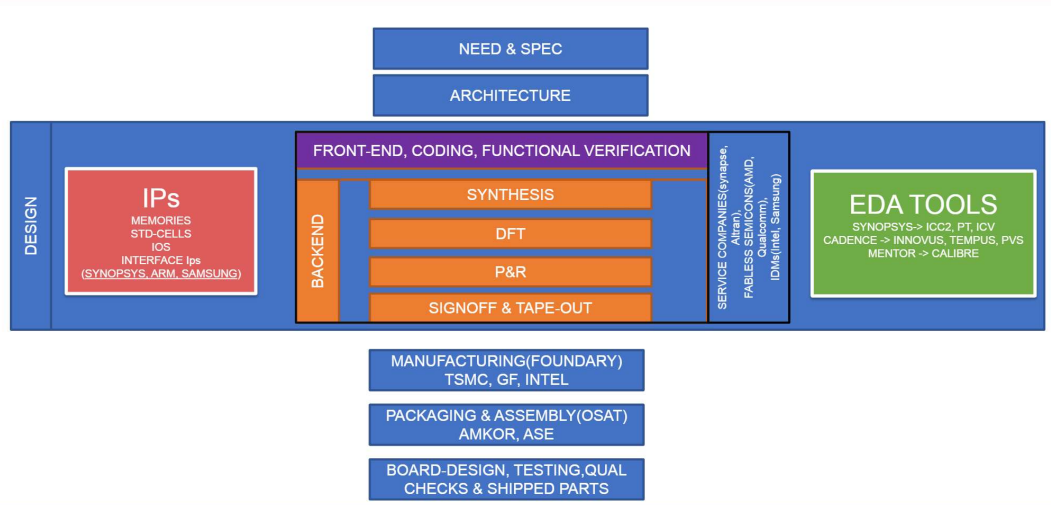 NEED & SPEC
ARCHITECTURE
DESIGN
IPs
MEMORIES
STD-CELLS
IOS
INTERFACE Ips
(SYNOPSYS, ARM, SAMSUNG)
FRONT-END, CODING, FUNCTIONAL VERIFICATION
BACKEND
SYNTHESIS
DFT
P&R
SIGNOFF & TAPE-OUT
SERVICE COMPANIES(synapse,
Altran),
FABLESS SEMICONS(AMD,
Qualcomm),
IDMs(Intel, Samsung)
EDA TOOLS
SYNOPSYS-> ICC2, PT, ICV
CADENCE -> INNOVUS, TEMPUS, PVS
MENTOR -> CALIBRE
MANUFACTURING(FOUNDARY)
TSMC, GF, INTEL
PACKAGING & ASSEMBLY(OSAT)
AMKOR, ASE
BOARD-DESIGN, TESTING,QUAL
CHECKS & SHIPPED PARTS